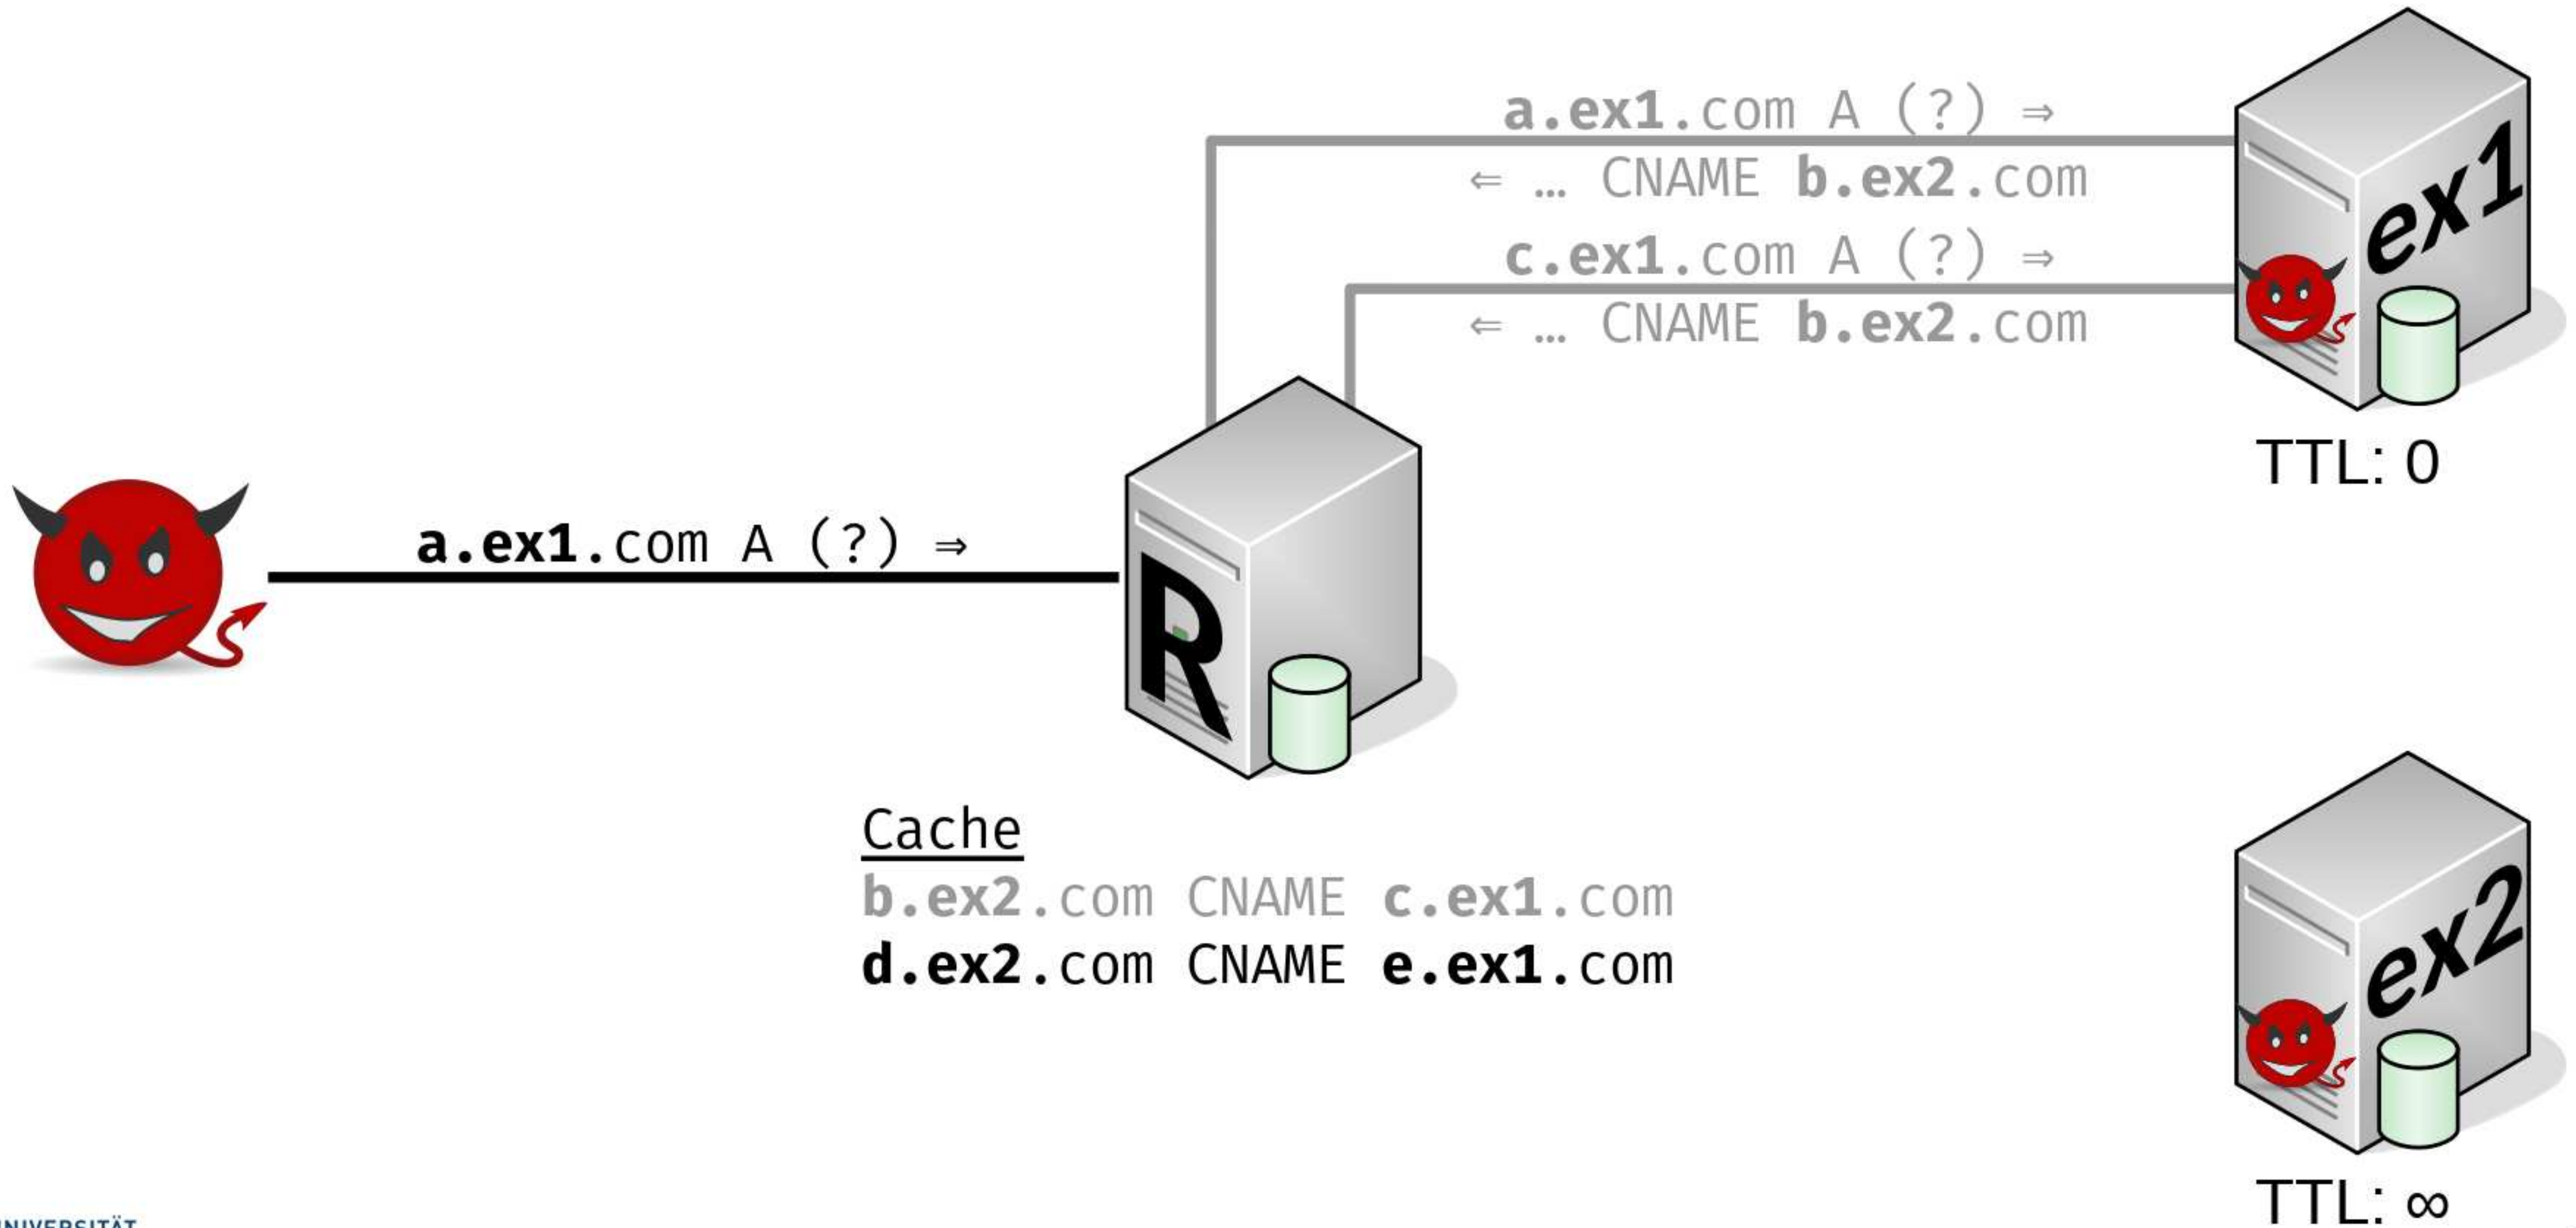 a.ex1.com A (?) ⇒
⇐ … CNAME b.ex2.com
c.ex1.com A (?) ⇒
⇐ … CNAME b.ex2.com
ex1
TTL: 0
a.ex1.com A (?) ⇒
R
Cache
b.ex2.com CNAME c.ex1.com
d.ex2.com CNAME e.ex1.com
ex2
TTL: ∞